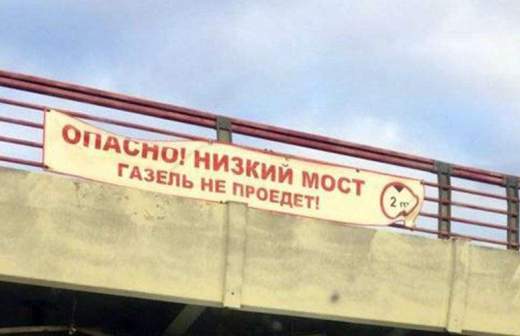 ОПАСНО! НИЗКИЙ МОСТ
ГАЗЕЛЬ НЕ ПРОЕДЕТ!
2